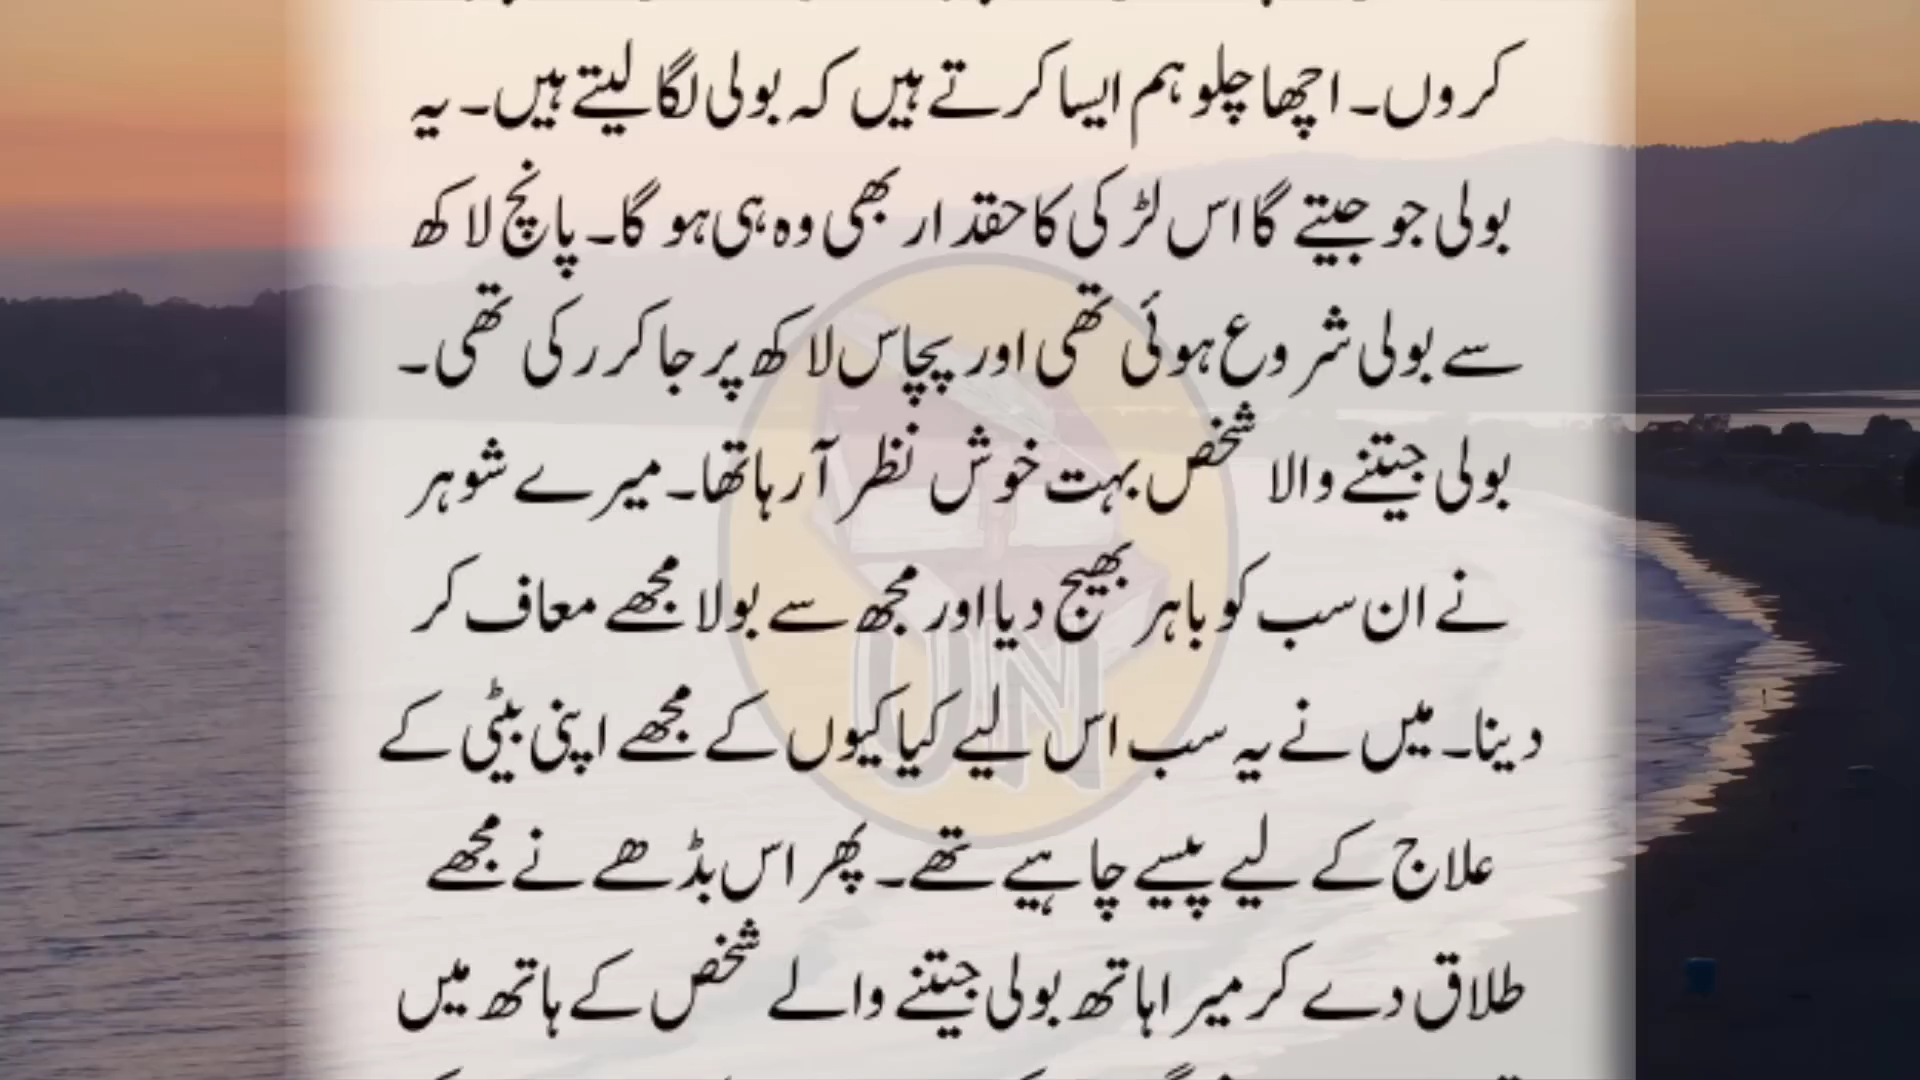 کروں۔ اچھا چلو ہم ایسا کرتے ہیں کہ بولی لگا لیتے ہیں۔ یہ
بولی جو جیتے گا اس لڑکی کا حقدار بھی وہ ہی ہو گا۔ پانچ لاکھ
سے بولی شروع ہوئی تھی اور پچاس لاکھ پر جا کر رکی تھی۔
بولی جیتنے والا شخص بہت خوش نظر آ رہا تھا۔ میرے شوہر
نے ان سب کو باہر بھیج دیا اور مجھ سے بولا مجھے معاف کر
دینا۔ میں نے یہ سب اس لیے کیا کیوں کے مجھے اپنی بیٹی کے
علاج کے لیے پیسے چاہیے تھے۔ پھر اس بڈھے نے مجھے
طلاق دے کر میرا ہاتھ بولی جیتنے والے شخص کے ہاتھ میں
UN